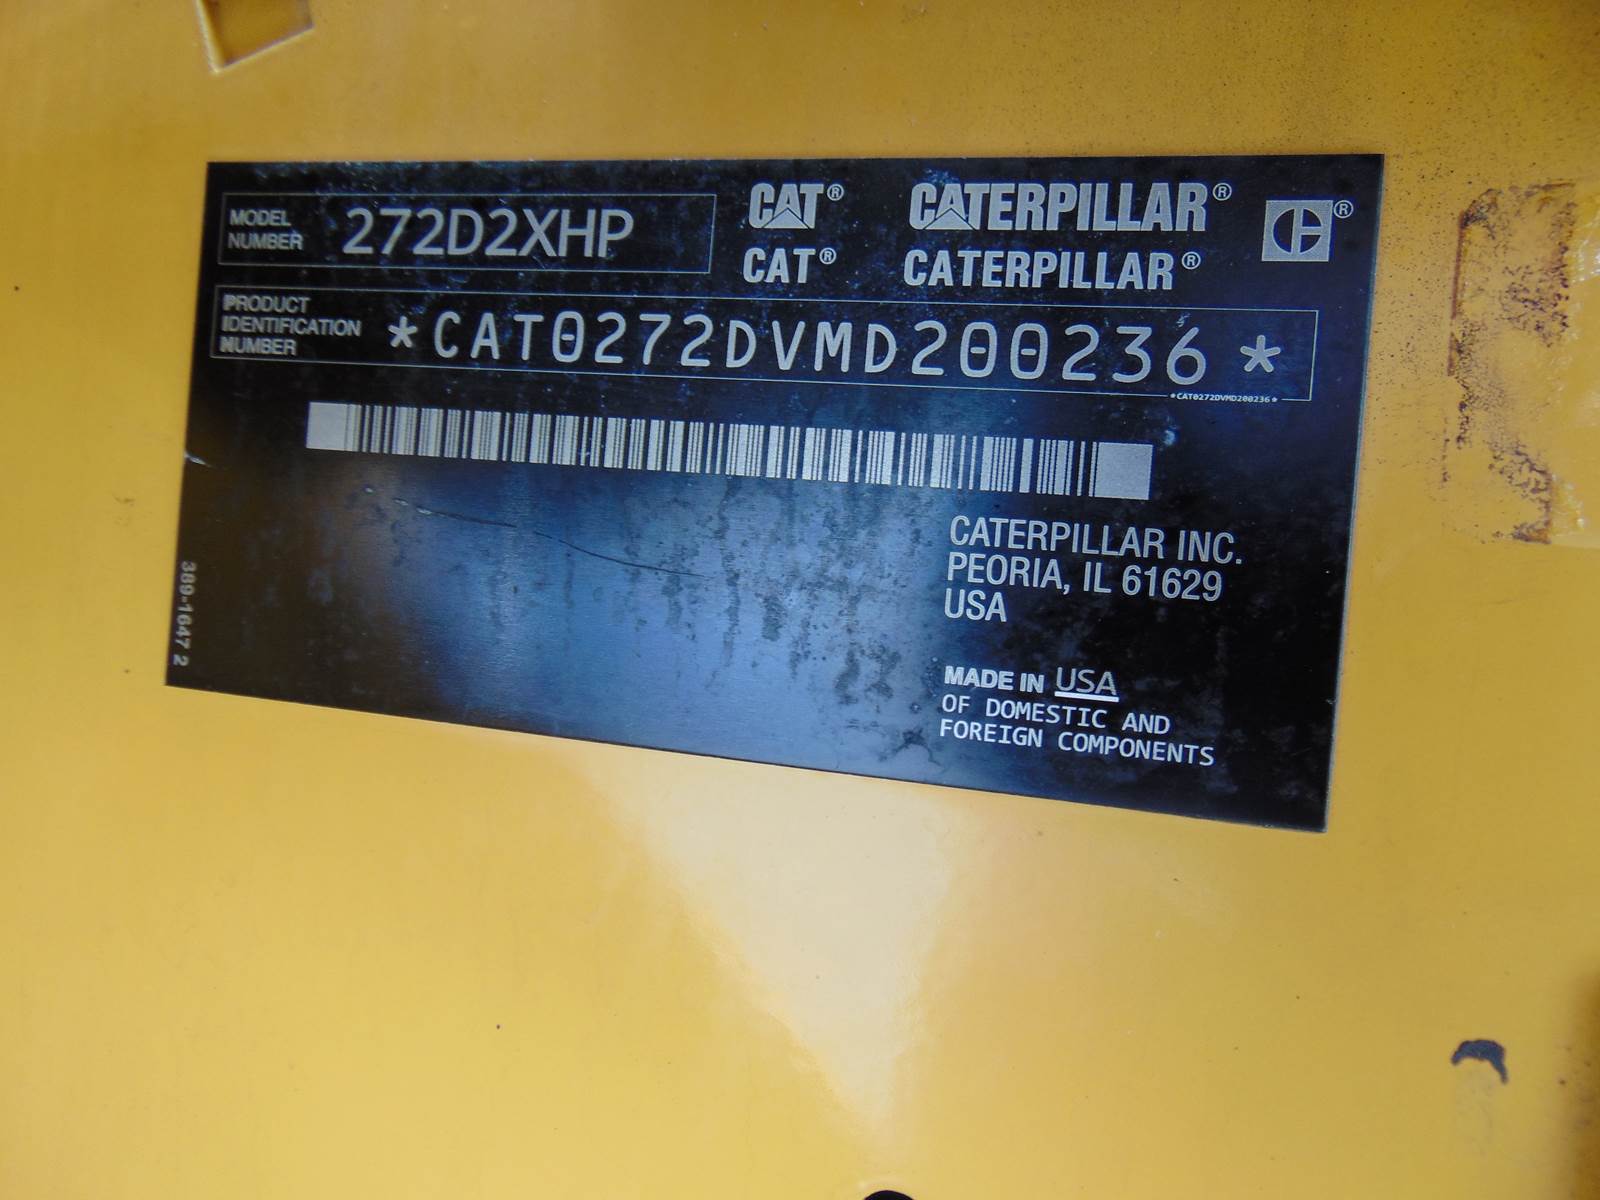 MODEL
NUMBER
272D2XHP
CAT® CATERPILLAR®
CAT® CATERPILLAR®
®
PRODUCT
IDENTIFICATION
NUMBER
*CAT0272DVMD200236*
*CAT0272DVMD200236*
CATERPILLAR INC.
PEORIA, IL 61629
USA
MADE IN USA
OF DOMESTIC AND
FOREIGN COMPONENTS
389-1647 2